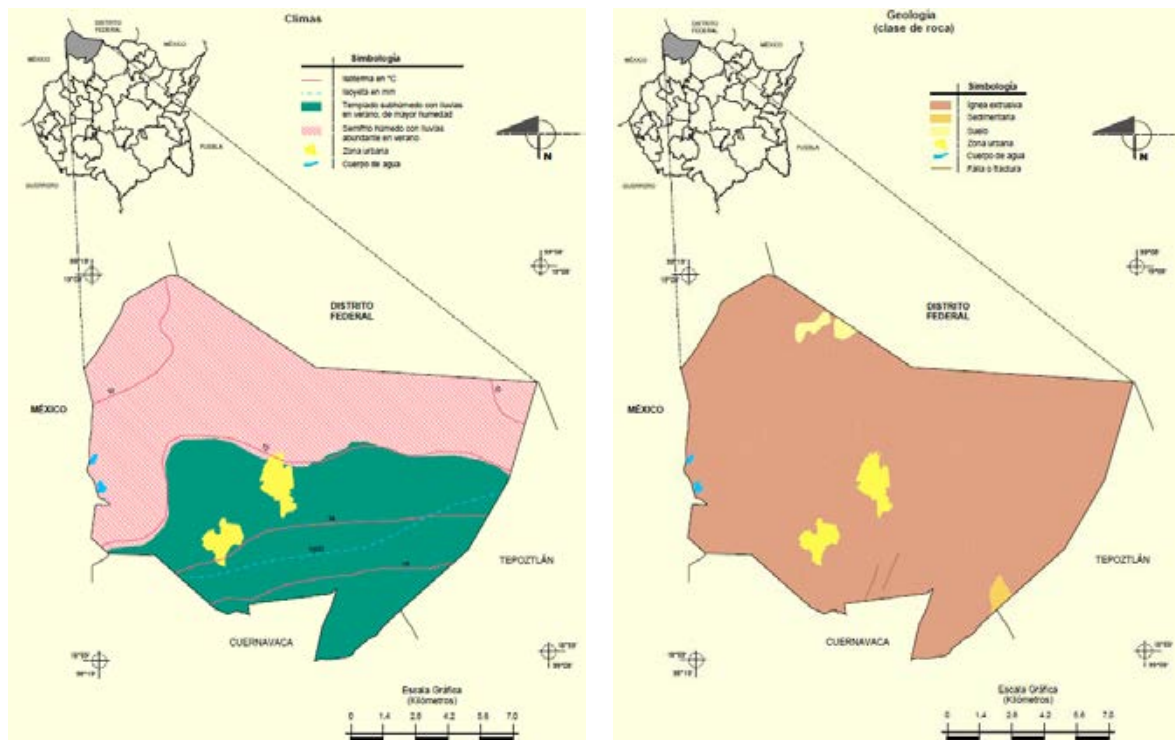 Climas
DISTRITO
FEDERAL
MÉXICO
MÉXICO
PUEBLA
GUERRERO
Simbología
Isoterma en °C
Isoyeta en mm
Templado subhúmedo con lluvias
en verano, de mayor humedad
Semifrío húmedo con lluvias
abundante en verano
Zona urbana
Cuerpo de agua
N
DISTRITO
FEDERAL
MÉXICO
TEPOZTLÁN
CUERNAVACA
Escala Gráfica
(Kilómetros)
0 1.4 2.8 4.2 5.6 7.0
Geología
(clase de roca)
DISTRITO
FEDERAL
MÉXICO
MÉXICO
PUEBLA
GUERRERO
Simbología
Ígnea extrusiva
Sedimentaria
Suelo
Zona urbana
Cuerpo de agua
Falla o fractura
N
DISTRITO
FEDERAL
MÉXICO
TEPOZTLÁN
CUERNAVACA
Escala Gráfica
(Kilómetros)
0 1.4 2.8 4.2 5.6 7.0